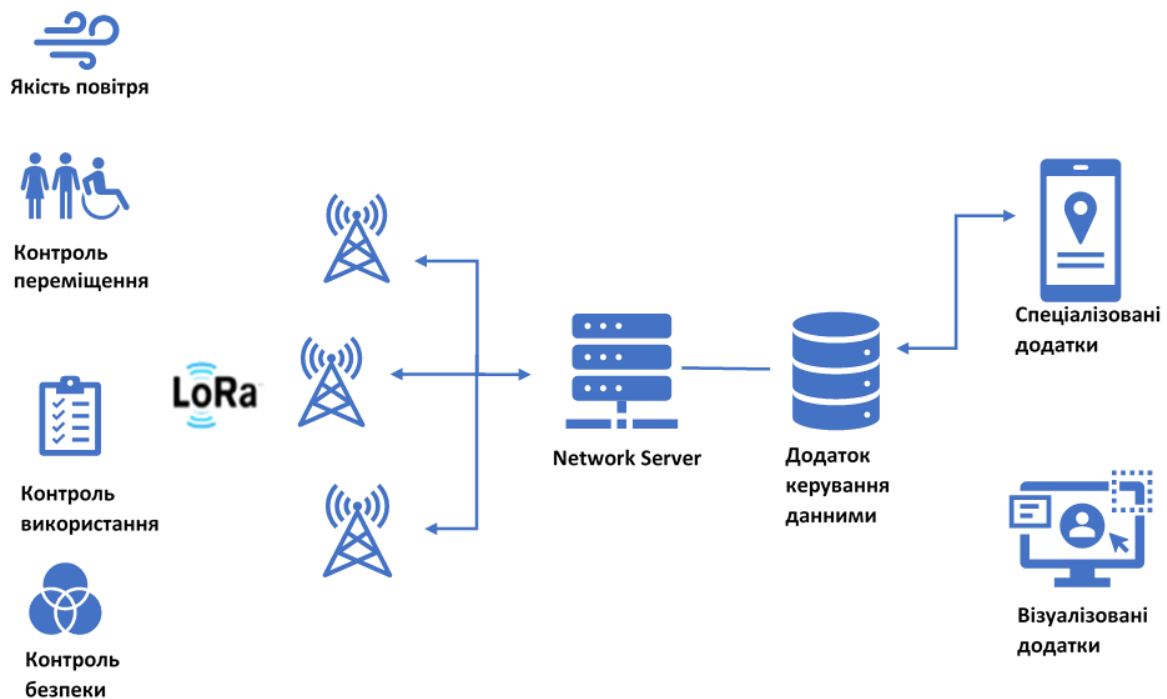 Якість повітря
Контроль
переміщення
LoRa
Контроль
використання
Контроль
безпеки
Network Server
Додаток
керування
данними
Спеціалізовані
додатки
Візуалізовані
додатки